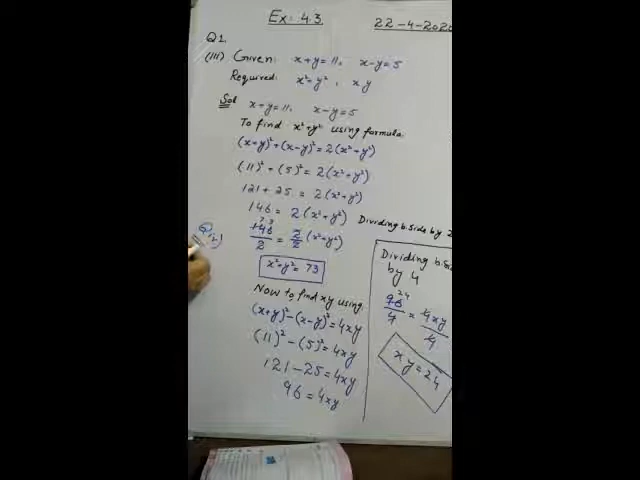 Ex: 4.3
22-4-2020
Q1.
(iii) Given: x+y=11, x-y=5
Required: x²+y², xy
Sol x+y=11, x-y=5
To find x²+y² using formula
(x+y)²+(x-y)²=2(x²+y²)
(11)²+(5)²=2(x²+y²)
121+25=2(x²+y²)
146=2(x²+y²) Dividing b.side by 2
146/2 = 2/2(x²+y²)
73
x²+y²=73
Now to find xy using
(x+y)²-(x-y)²=4xy
(11)²-(5)²=4xy
121-25=4xy
96=4xy
Dividing b.s
by 4
24
96/4=4xy/4
xy=24